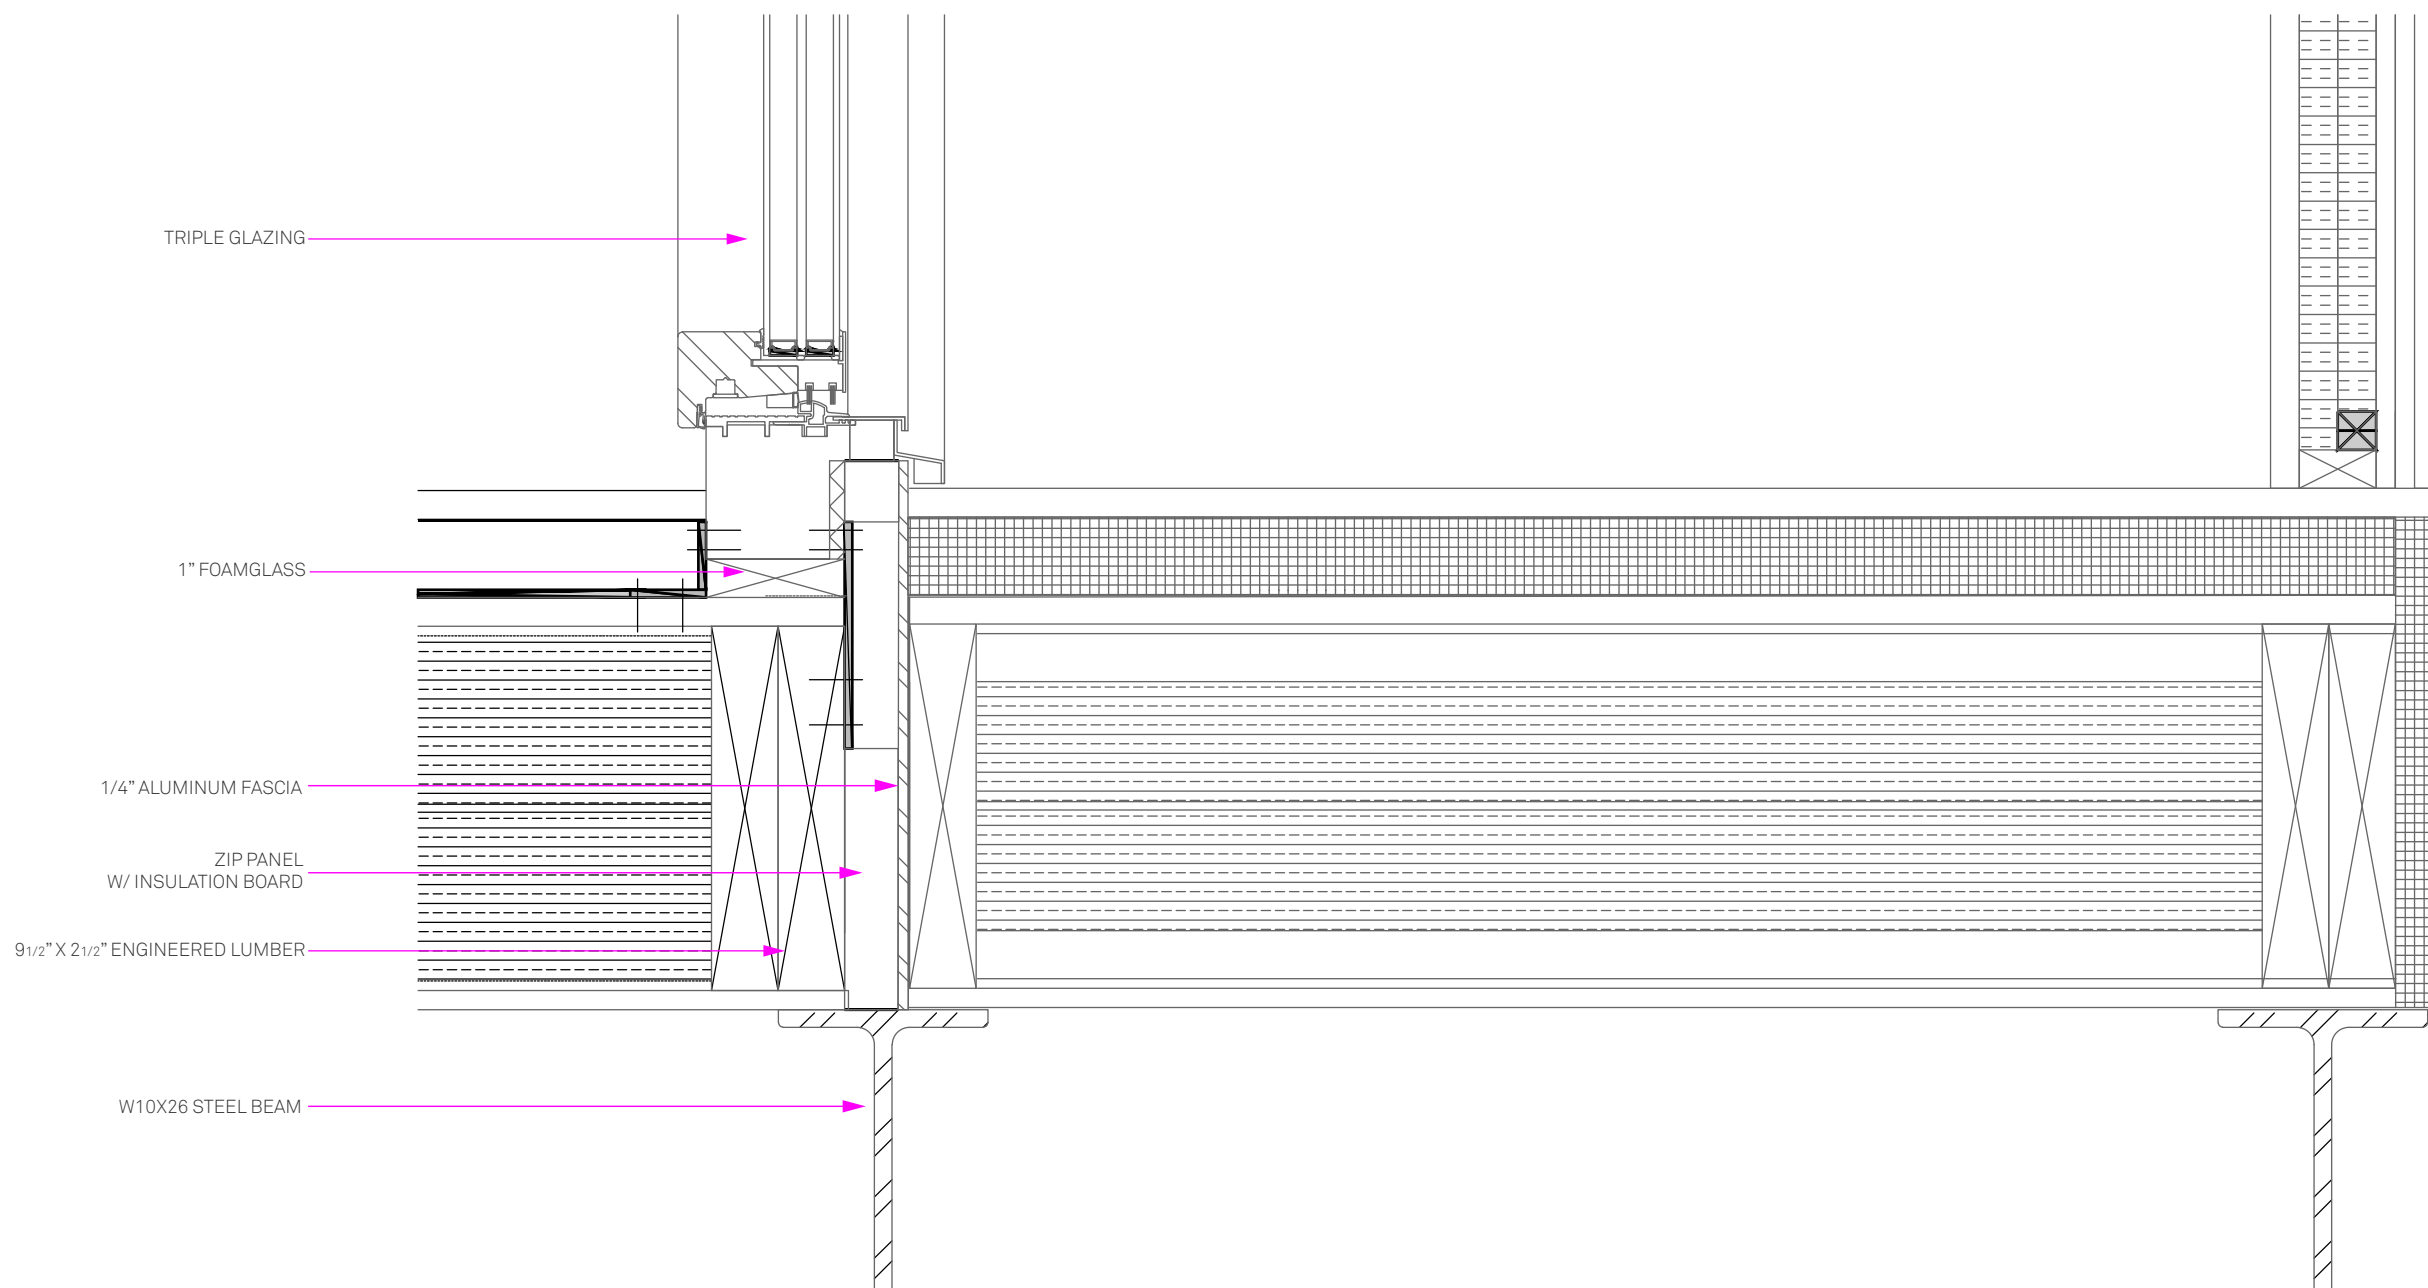 TRIPLE GLAZING
1” FOAMGLASS
1/4” ALUMINUM FASCIA
ZIP PANEL
W/ INSULATION BOARD
91/2” X 21/2” ENGINEERED LUMBER
W10X26 STEEL BEAM